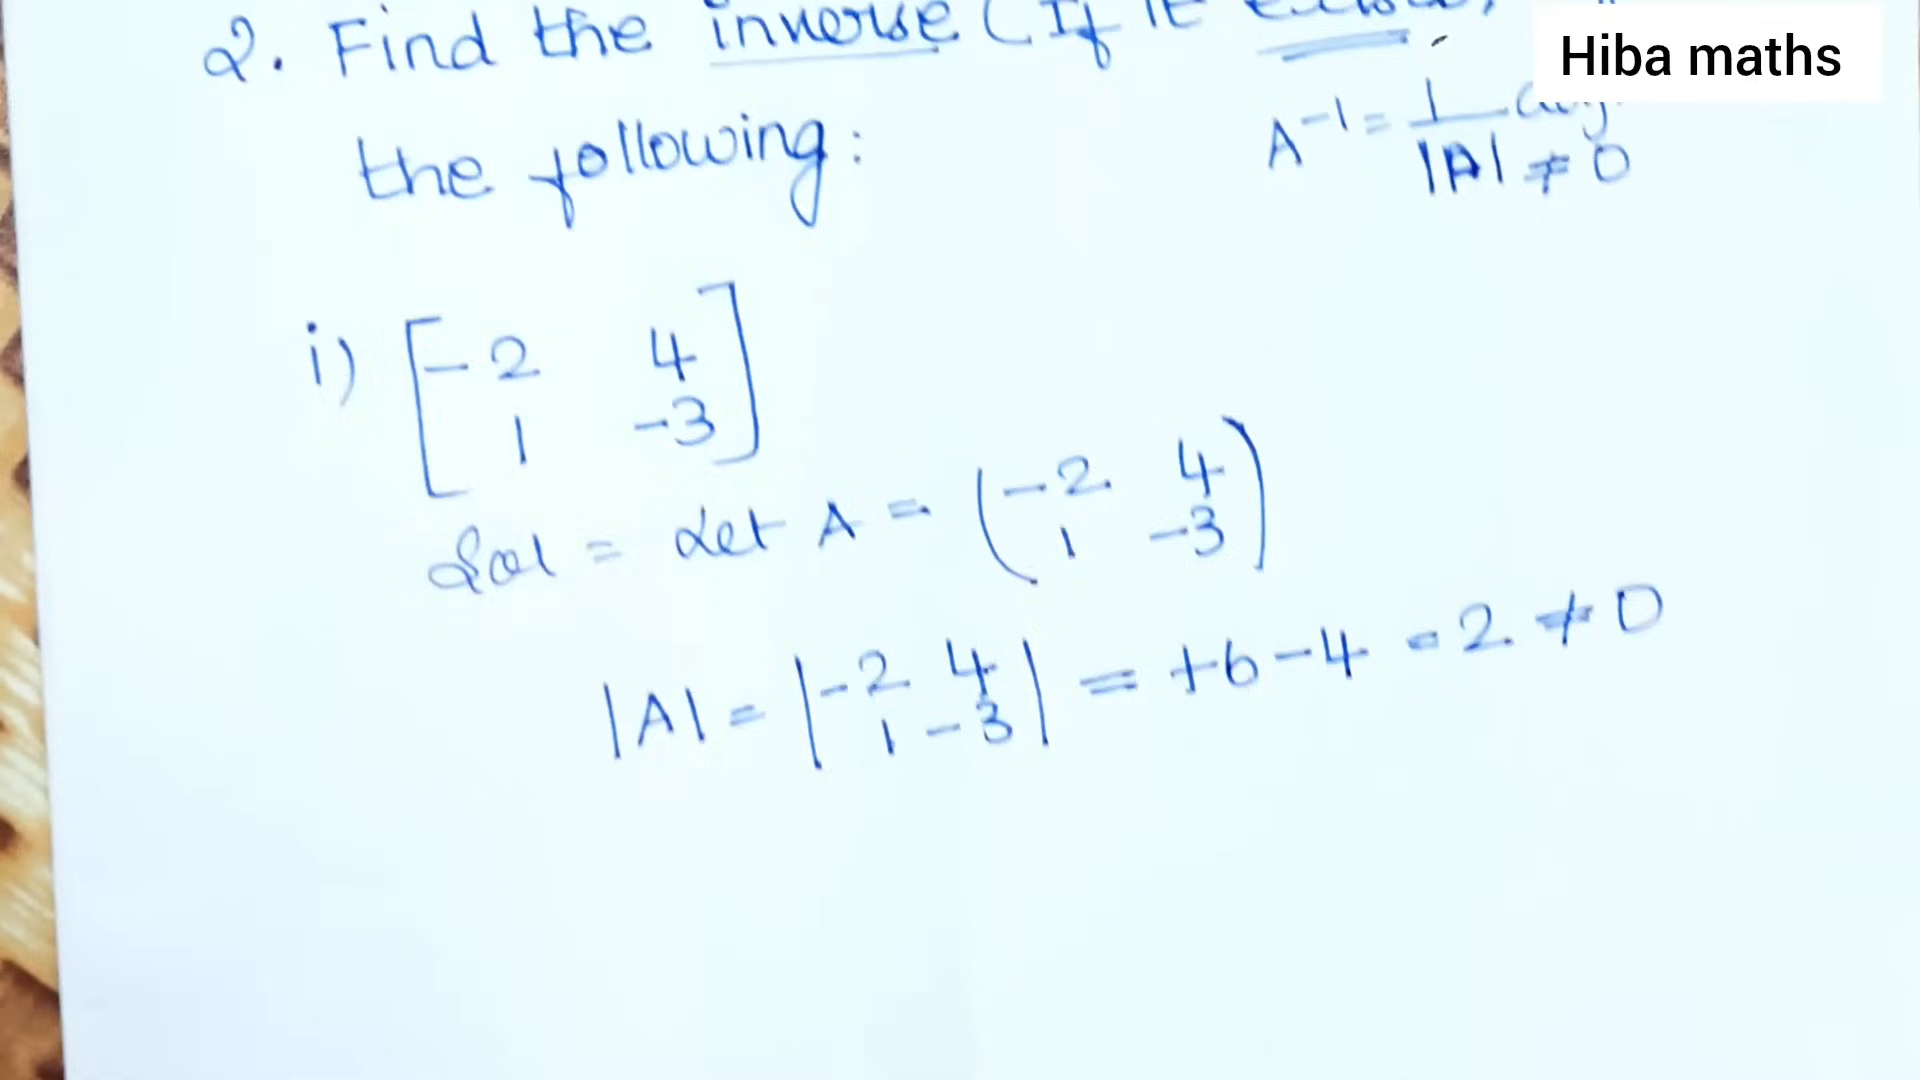 2. Find the inverse (If it
Hiba maths
the following:
A⁻¹ = 1
|A| ≠ 0
i) [-2 4
1 -3]
Sol = Let A = (-2 4
1 -3)
|A| = |-2 4
1 -3| = +6-4 = 2 ≠ 0